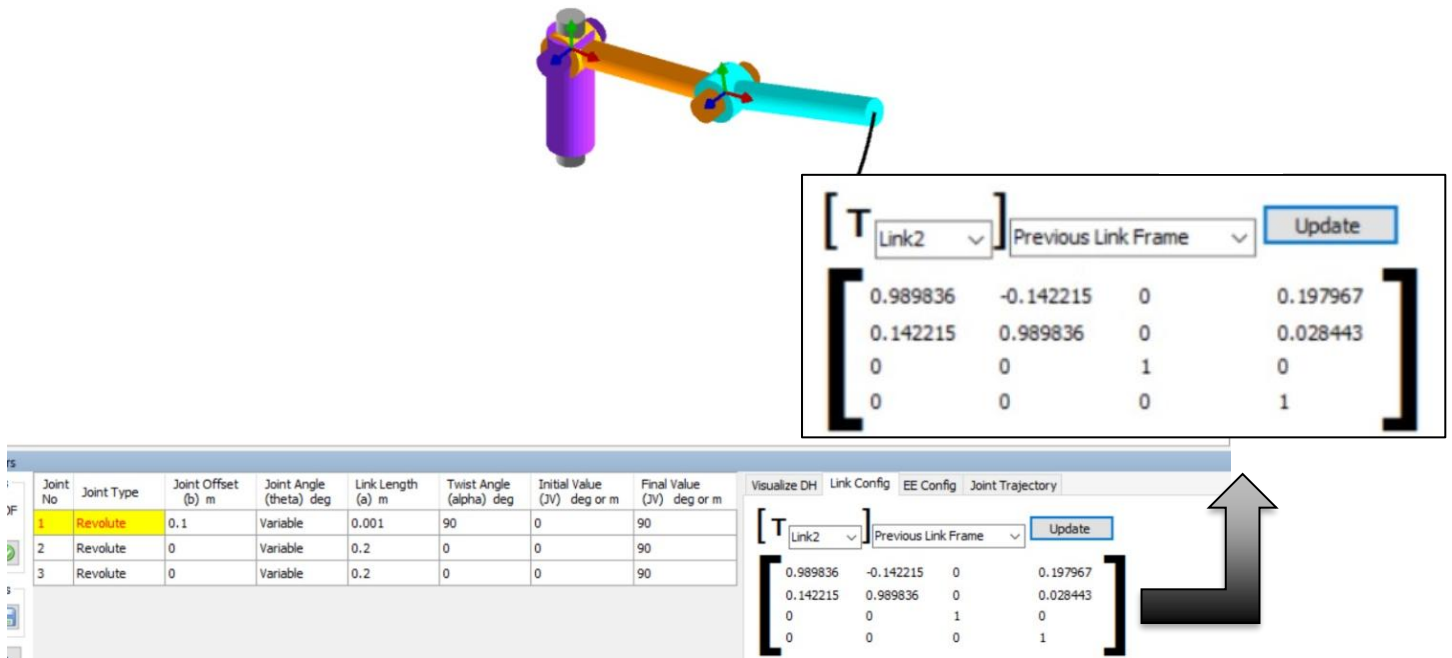 [ T Link2 ] Previous Link Frame Update
0.989836 -0.142215 0 0.197967
0.142215 0.989836 0 0.028443
0 0 1 0
0 0 0 1
rs
Joint No Joint Type Joint Offset (b) m Joint Angle (theta) deg Link Length (a) m Twist Angle (alpha) deg Initial Value (JV) deg or m Final Value (JV) deg or m
1 Revolute 0.1 Variable 0.001 90 0 90
2 Revolute 0 Variable 0.2 0 0 90
3 Revolute 0 Variable 0.2 0 0 90
Visualize DH Link Config EE Config Joint Trajectory
[ T Link2 ] Previous Link Frame Update
0.989836 -0.142215 0 0.197967
0.142215 0.989836 0 0.028443
0 0 1 0
0 0 0 1